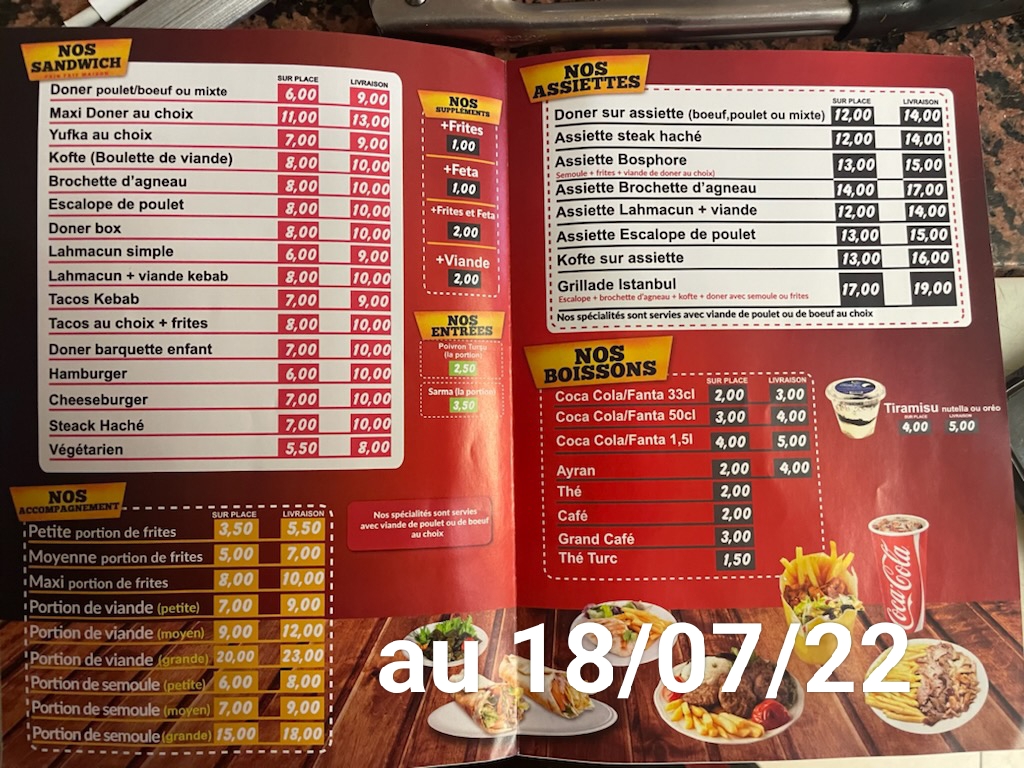 NOS
SANDWICH
PAIN FAIT MAISON
SUR PLACE LIVRAISON
Doner poulet/boeuf ou mixte 6,00 9,00
Maxi Doner au choix 11,00 13,00
Yufka au choix 7,00 9,00
Kofte (Boulette de viande) 8,00 10,00
Brochette d'agneau 8,00 10,00
Escalope de poulet 8,00 10,00
Doner box 8,00 10,00
Lahmacun simple 6,00 9,00
Lahmacun + viande kebab 8,00 10,00
Tacos Kebab 7,00 9,00
Tacos au choix + frites 8,00 10,00
Doner barquette enfant 7,00 10,00
Hamburger 6,00 10,00
Cheeseburger 7,00 10,00
Steack Haché 7,00 10,00
Végétarien 5,50 8,00
NOS
SUPPLÉMENTS
+Frites
1,00
+Feta
1,00
+Frites et Feta
2,00
+Viande
2,00
NOS
ENTRÉES
Poivron Turşu
(la portion)
2,50
Sarma (la portion)
3,50
NOS
ACCOMPAGNEMENT
SUR PLACE LIVRAISON
Petite portion de frites 3,50 5,50
Moyenne portion de frites 5,00 7,00
Maxi portion de frites 8,00 10,00
Portion de viande (petite) 7,00 9,00
Portion de viande (moyen) 9,00 12,00
Portion de viande (grande) 20,00 23,00
Portion de semoule (petite) 6,00 8,00
Portion de semoule (moyen) 7,00 9,00
Portion de semoule (grande) 15,00 18,00
Nos spécialités sont servies
avec viande de poulet ou de boeuf
au choix
NOS
ASSIETTES
SUR PLACE LIVRAISON
Doner sur assiette (boeuf,poulet ou mixte) 12,00 14,00
Assiette steak haché 12,00 14,00
Assiette Bosphore 13,00 15,00
Semoule + frites + viande de doner au choix)
Assiette Brochette d'agneau 14,00 17,00
Assiette Lahmacun + viande 12,00 14,00
Assiette Escalope de poulet 13,00 15,00
Kofte sur assiette 13,00 16,00
Grillade Istanbul 17,00 19,00
Escalope + brochette d'agneau + kofte + doner avec semoule ou frites
Nos spécialités sont servies avec viande de poulet ou de boeuf au choix
NOS
BOISSONS
SUR PLACE LIVRAISON
Coca Cola/Fanta 33cl 2,00 3,00
Coca Cola/Fanta 50cl 3,00 4,00
Coca Cola/Fanta 1,5l 4,00 5,00
Ayran 2,00 4,00
Thé 2,00
Café 2,00
Grand Café 3,00
Thé Turc 1,50
Tiramisu nutella ou oréo
SUR PLACE LIVRAISON
4,00 5,00
Coca-Cola
au 18/07/22